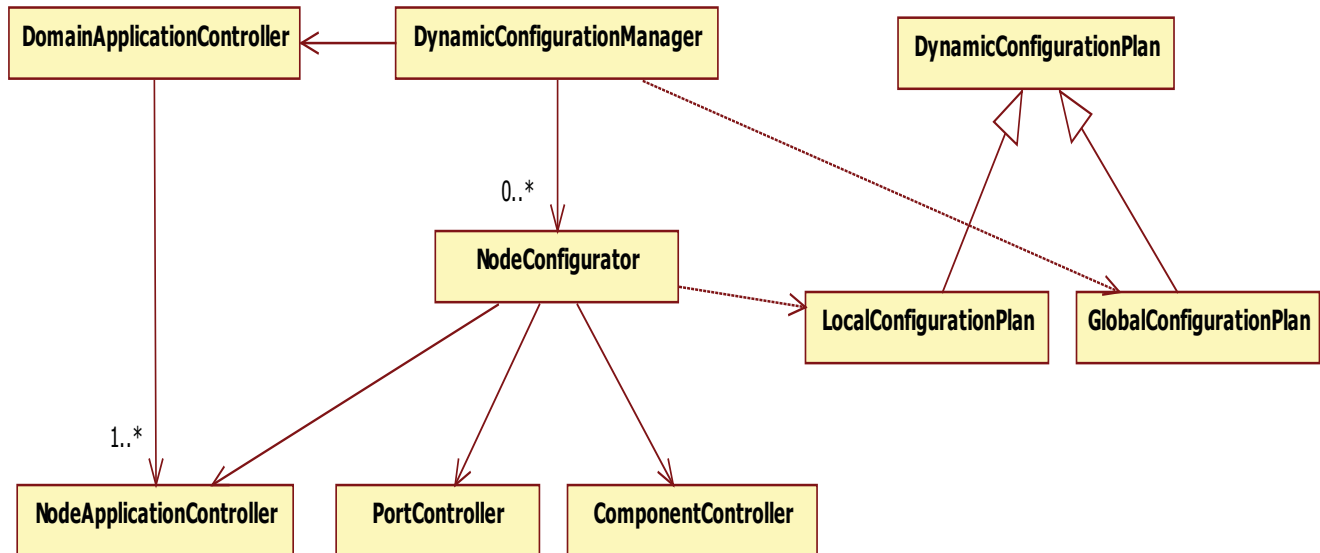 DomainApplicationController
DynamicConfigurationManager
DynamicConfigurationPlan
0..*
NodeConfigurator
LocalConfigurationPlan
GlobalConfigurationPlan
1..*
NodeApplicationController
PortController
ComponentController